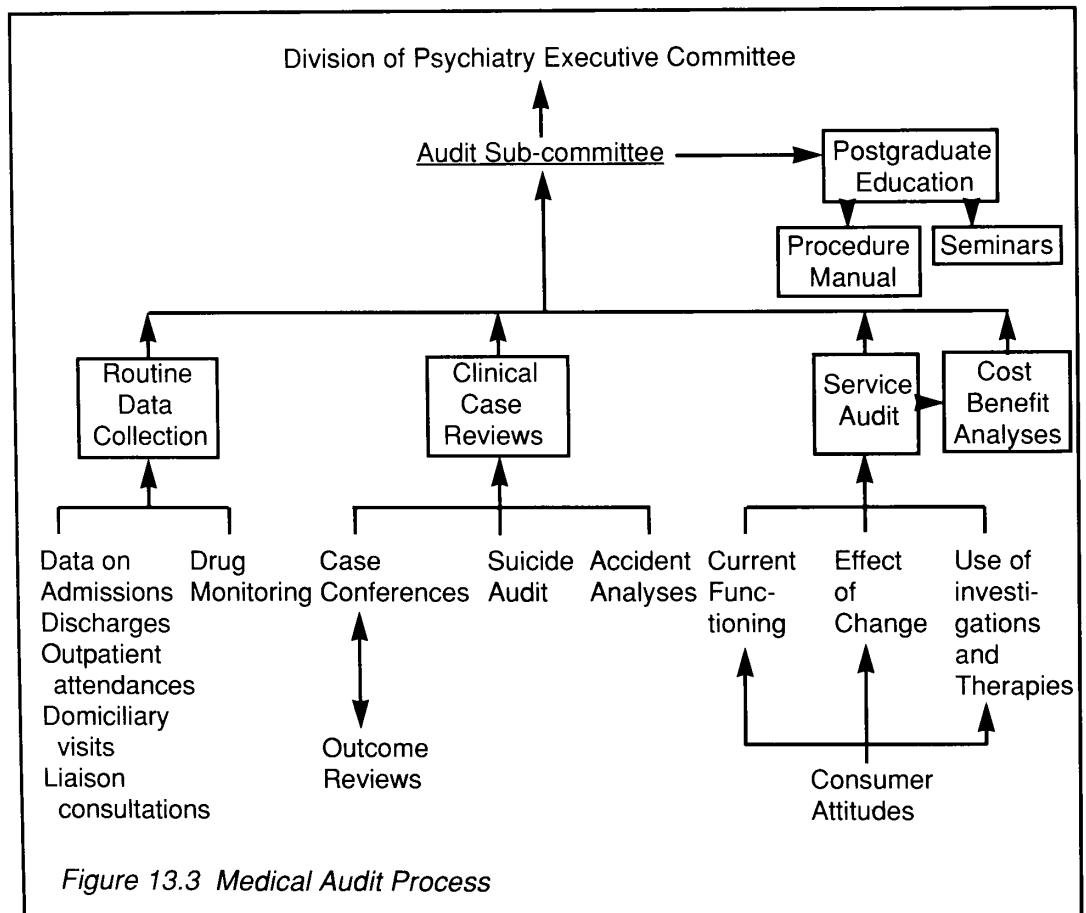 Division of Psychiatry Executive Committee
Audit Sub-committee
Postgraduate
Education
Procedure
Manual
Seminars
Routine
Data
Collection
Clinical
Case
Reviews
Service
Audit
Cost
Benefit
Analyses
Data on
Admissions
Discharges
Outpatient
attendances
Domiciliary
visits
Liaison
consultations
Drug
Monitoring
Case
Conferences
Outcome
Reviews
Suicide
Audit
Accident
Analyses
Current
Func-
tioning
Effect
of
Change
Use of
investi-
gations
and
Therapies
Consumer
Attitudes
Figure 13.3 Medical Audit Process